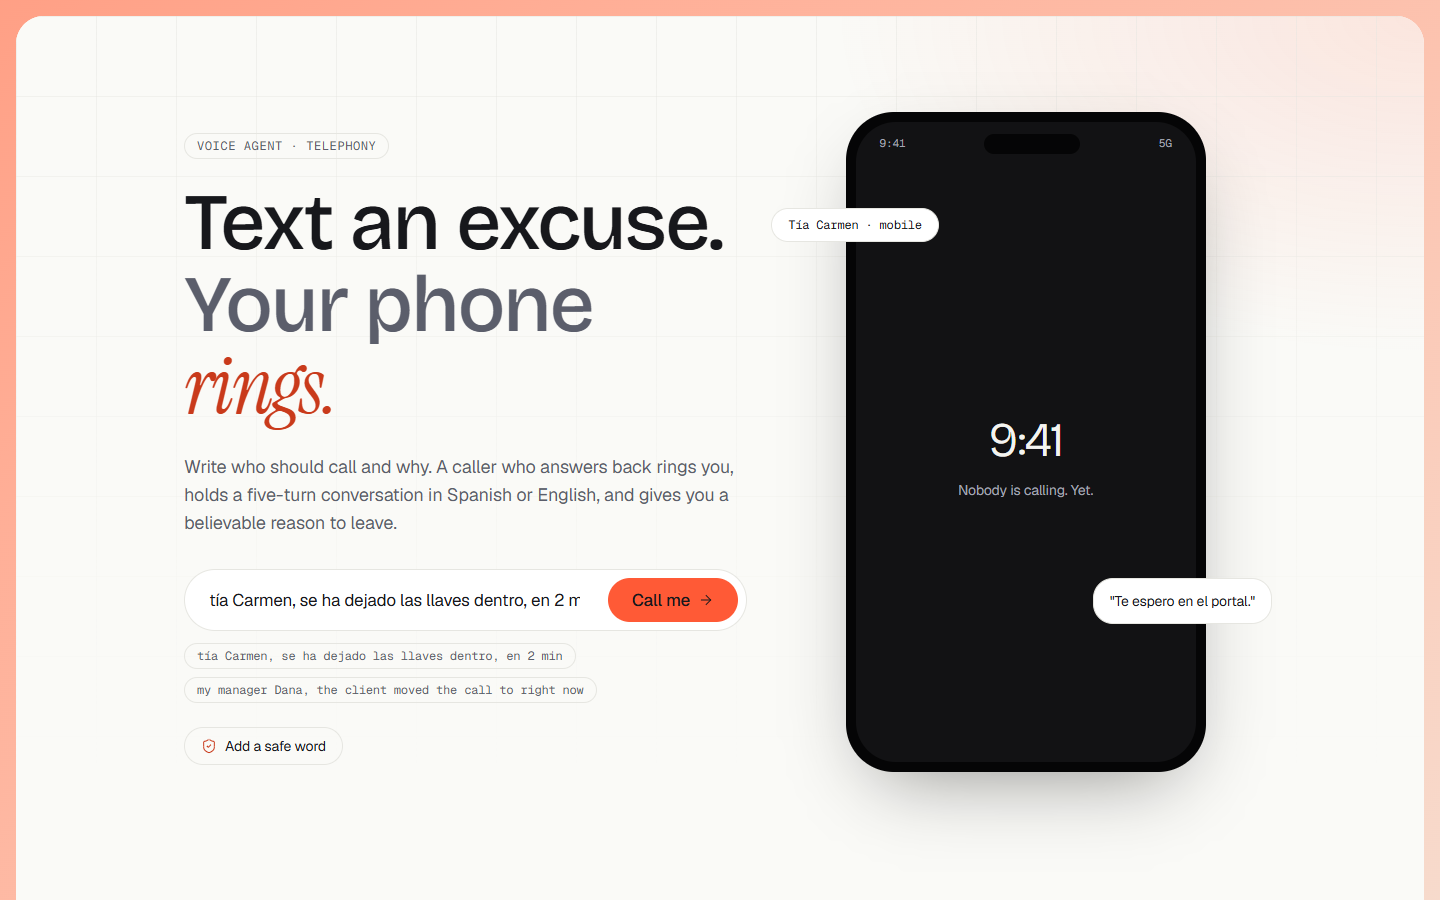 VOICE AGENT · TELEPHONY
Text an excuse.
Your phone
rings.
Write who should call and why. A caller who answers back rings you,
holds a five-turn conversation in Spanish or English, and gives you a
believable reason to leave.
tía Carmen, se ha dejado las llaves dentro, en 2 m
Call me →
tía Carmen, se ha dejado las llaves dentro, en 2 min
my manager Dana, the client moved the call to right now
Add a safe word
9:41
5G
Tía Carmen · mobile
9:41
Nobody is calling. Yet.
"Te espero en el portal."